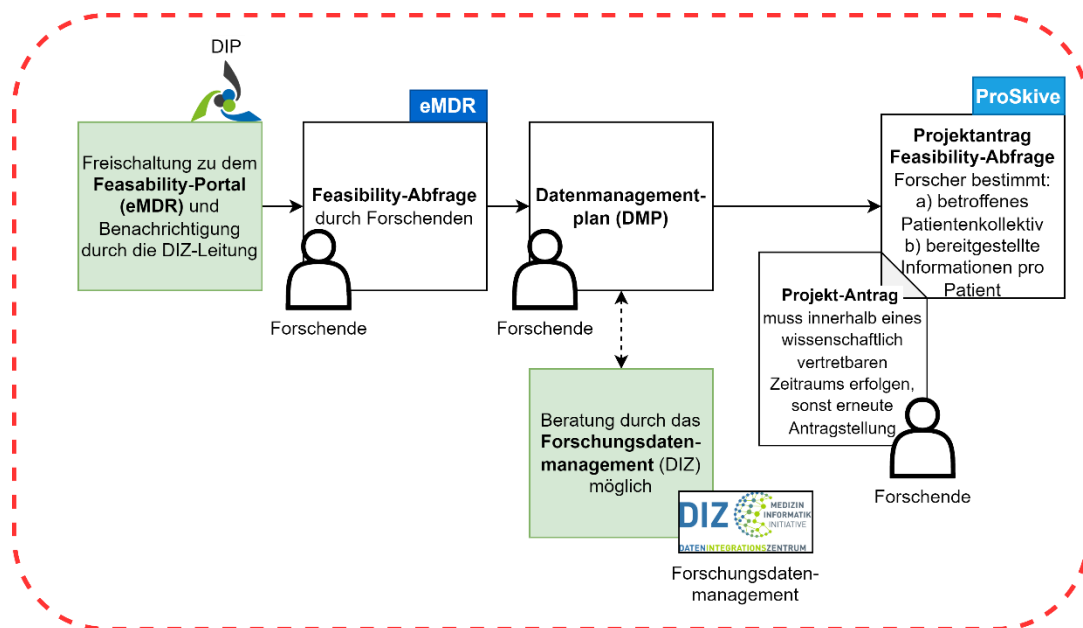 DIP
Freischaltung zu dem
Feasability-Portal
(eMDR) und
Benachrichtigung
durch die DIZ-Leitung
eMDR
Feasibility-Abfrage
durch Forschenden
Forschende
Datenmanagement-
plan (DMP)
Forschende
ProSkive
Projektantrag
Feasibility-Abfrage
Forscher bestimmt:
a) betroffenes
Patientenkollektiv
b) bereitgestellte
Informationen pro
Patient
Projekt-Antrag
muss innerhalb eines
wissenschaftlich
vertretbaren
Zeitraums erfolgen,
sonst erneute
Antragstellung
Forschende
Beratung durch das
Forschungsdaten-
management (DIZ)
möglich
DIZ
MEDIZIN
INFORMATIK
INITIATIVE
DATENINTEGRATIONSZENTRUM
Forschungsdaten-
management